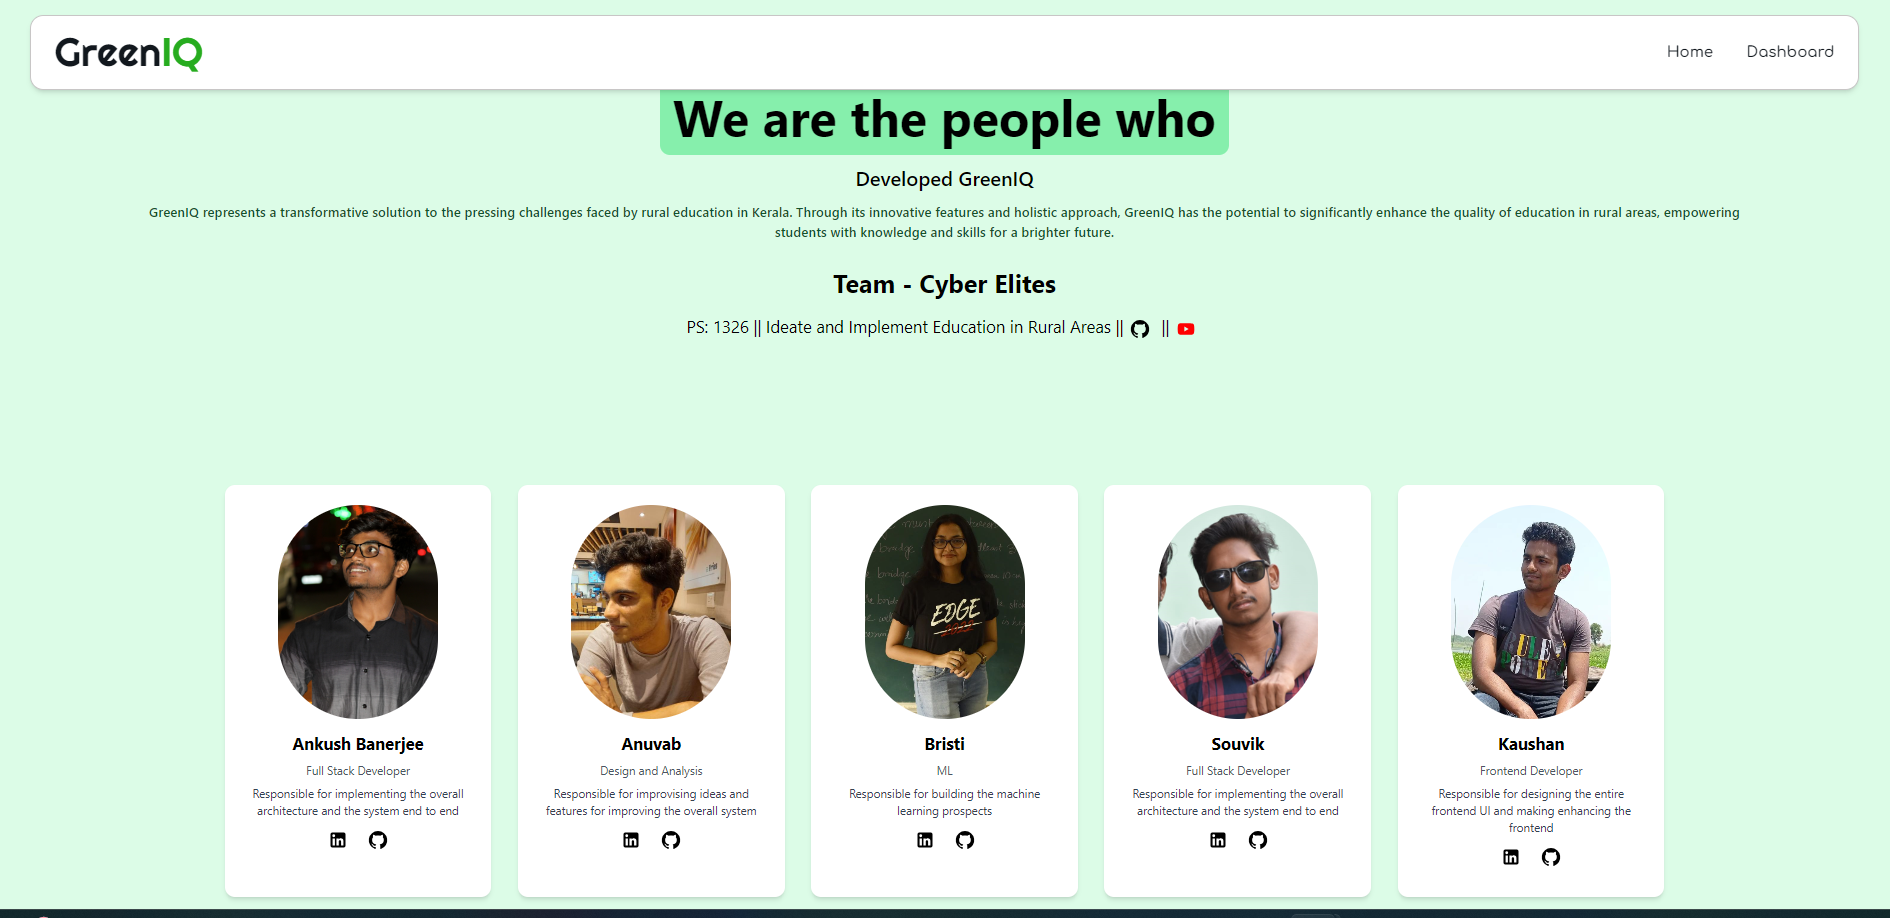 GreenIQ
Home Dashboard
We are the people who
Developed GreenIQ
GreenIQ represents a transformative solution to the pressing challenges faced by rural education in Kerala. Through its innovative features and holistic approach, GreenIQ has the potential to significantly enhance the quality of education in rural areas, empowering
students with knowledge and skills for a brighter future.
Team - Cyber Elites
PS: 1326 || Ideate and Implement Education in Rural Areas || ||
EDGE
Ankush Banerjee
Full Stack Developer
Responsible for implementing the overall
architecture and the system end to end
Anuvab
Design and Analysis
Responsible for improvising ideas and
features for improving the overall system
Bristi
ML
Responsible for building the machine
learning prospects
Souvik
Full Stack Developer
Responsible for implementing the overall
architecture and the system end to end
Kaushan
Frontend Developer
Responsible for designing the entire
frontend UI and making enhancing the
frontend